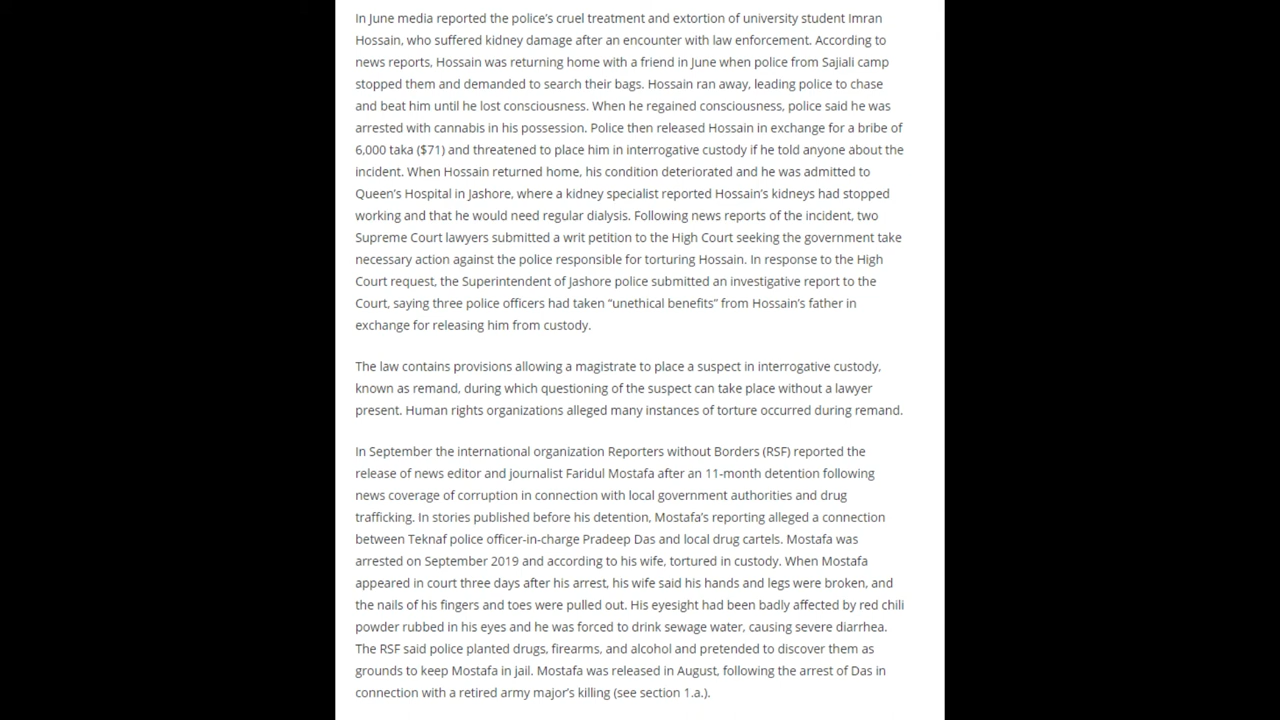 In June media reported the police’s cruel treatment and extortion of university student Imran
Hossain, who suffered kidney damage after an encounter with law enforcement. According to
news reports, Hossain was returning home with a friend in June when police from Sajiali camp
stopped them and demanded to search their bags. Hossain ran away, leading police to chase
and beat him until he lost consciousness. When he regained consciousness, police said he was
arrested with cannabis in his possession. Police then released Hossain in exchange for a bribe of
6,000 taka ($71) and threatened to place him in interrogative custody if he told anyone about the
incident. When Hossain returned home, his condition deteriorated and he was admitted to
Queen’s Hospital in Jashore, where a kidney specialist reported Hossain’s kidneys had stopped
working and that he would need regular dialysis. Following news reports of the incident, two
Supreme Court lawyers submitted a writ petition to the High Court seeking the government take
necessary action against the police responsible for torturing Hossain. In response to the High
Court request, the Superintendent of Jashore police submitted an investigative report to the
Court, saying three police officers had taken “unethical benefits” from Hossain’s father in
exchange for releasing him from custody.
The law contains provisions allowing a magistrate to place a suspect in interrogative custody,
known as remand, during which questioning of the suspect can take place without a lawyer
present. Human rights organizations alleged many instances of torture occurred during remand.
In September the international organization Reporters without Borders (RSF) reported the
release of news editor and journalist Faridul Mostafa after an 11-month detention following
news coverage of corruption in connection with local government authorities and drug
trafficking. In stories published before his detention, Mostafa’s reporting alleged a connection
between Teknaf police officer-in-charge Pradeep Das and local drug cartels. Mostafa was
arrested on September 2019 and according to his wife, tortured in custody. When Mostafa
appeared in court three days after his arrest, his wife said his hands and legs were broken, and
the nails of his fingers and toes were pulled out. His eyesight had been badly affected by red chili
powder rubbed in his eyes and he was forced to drink sewage water, causing severe diarrhea.
The RSF said police planted drugs, firearms, and alcohol and pretended to discover them as
grounds to keep Mostafa in jail. Mostafa was released in August, following the arrest of Das in
connection with a retired army major’s killing (see section 1.a.).